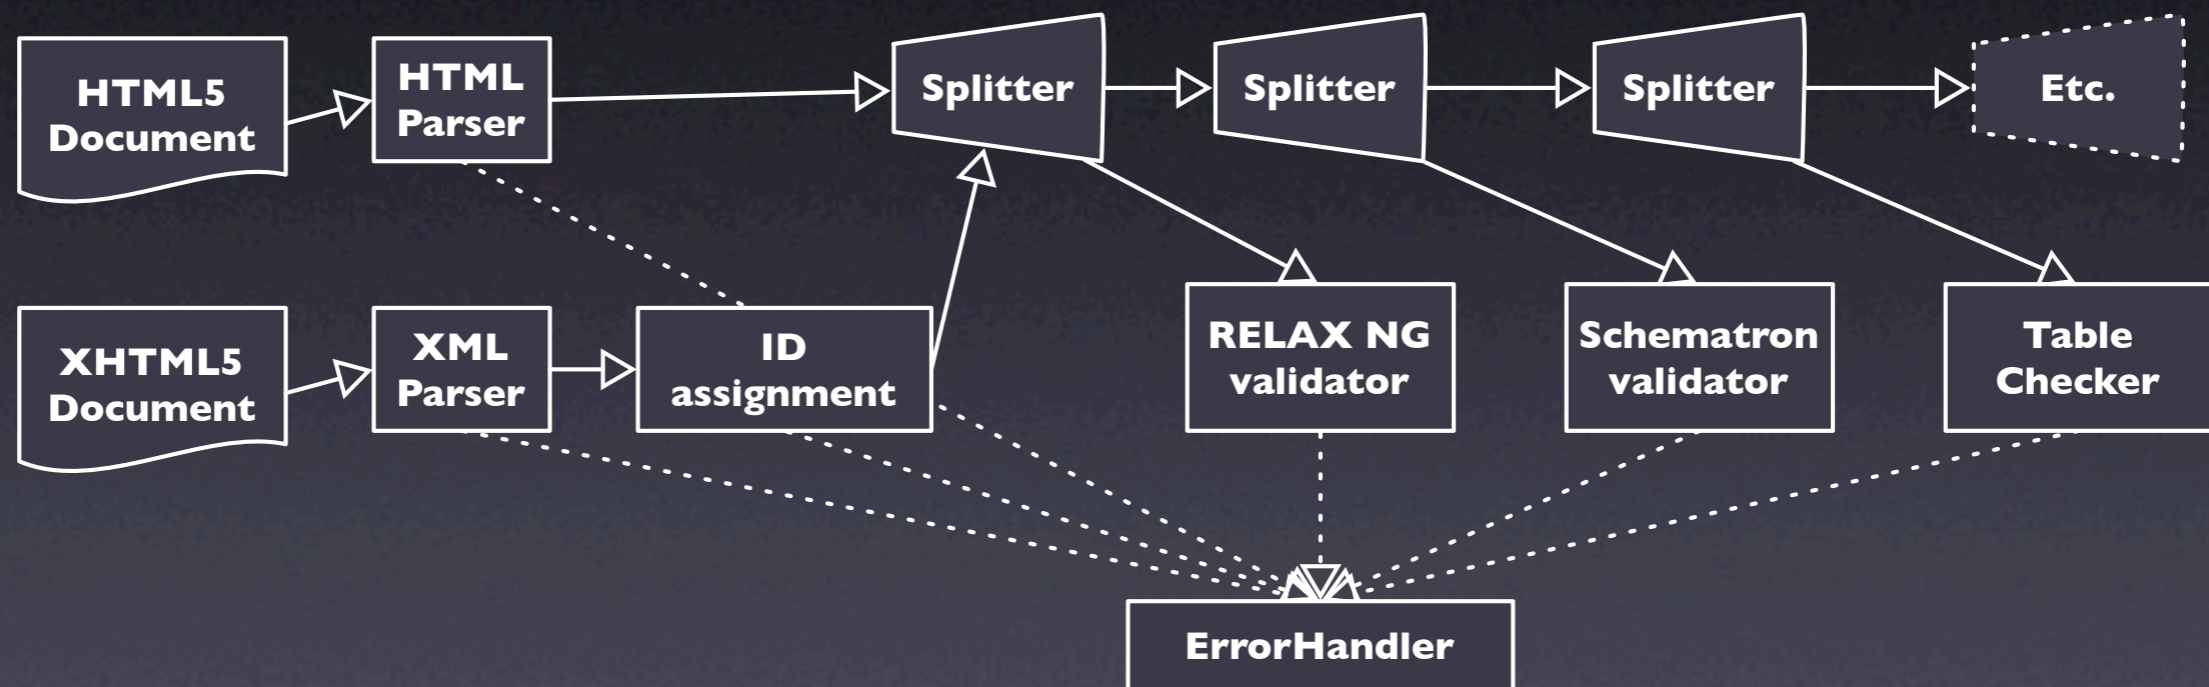 HTML5
Document
HTML
Parser
Splitter
Splitter
Splitter
Etc.
XHTML5
Document
XML
Parser
ID
assignment
RELAX NG
validator
Schematron
validator
Table
Checker
ErrorHandler